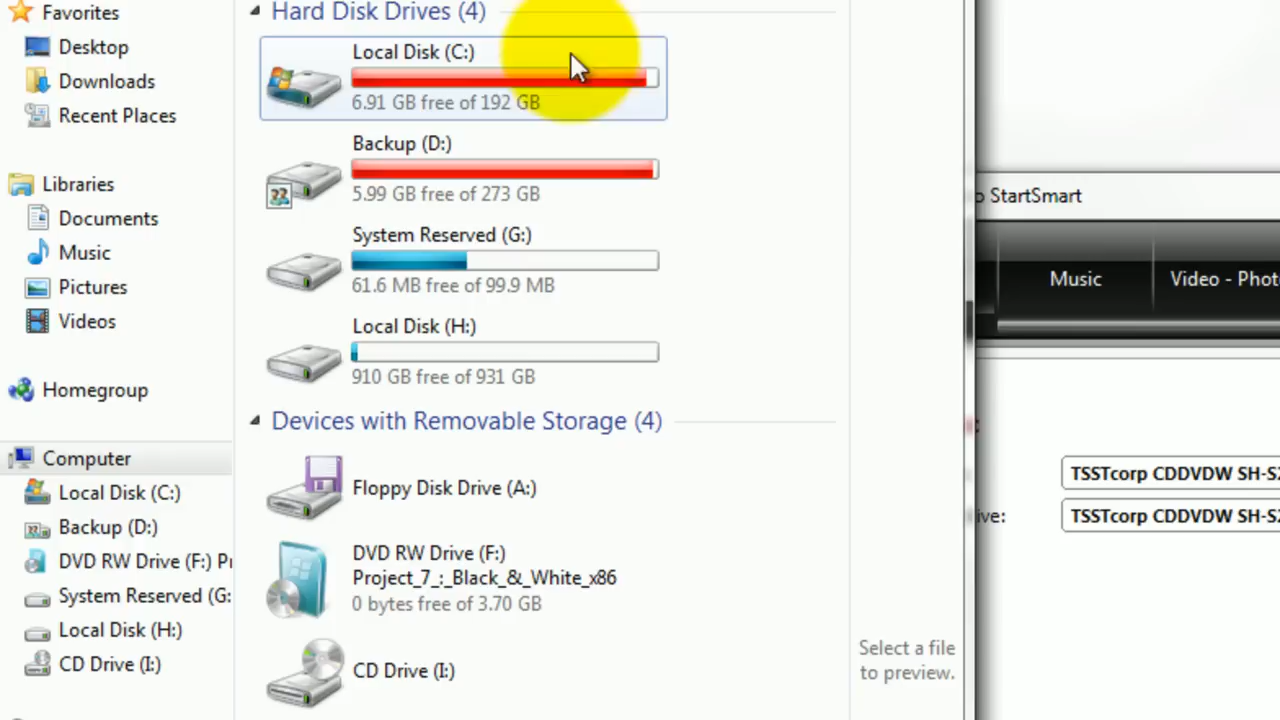 Favorites
Desktop
Downloads
Recent Places
Libraries
Documents
Music
Pictures
Videos
Homegroup
Computer
Local Disk (C:)
Backup (D:)
DVD RW Drive (F:) Pr
System Reserved (G:
Local Disk (H:)
CD Drive (I:)
Hard Disk Drives (4)
Local Disk (C:)
6.91 GB free of 192 GB
Backup (D:)
5.99 GB free of 273 GB
System Reserved (G:)
61.6 MB free of 99.9 MB
Local Disk (H:)
910 GB free of 931 GB
Devices with Removable Storage (4)
Floppy Disk Drive (A:)
DVD RW Drive (F:)
Project_7_:_Black_&_White_x86
0 bytes free of 3.70 GB
CD Drive (I:)
Select a file
to preview.
o StartSmart
Music
Video - Phot
TSSTcorp CDDVDW SH-S2
ive:
TSSTcorp CDDVDW SH-S2